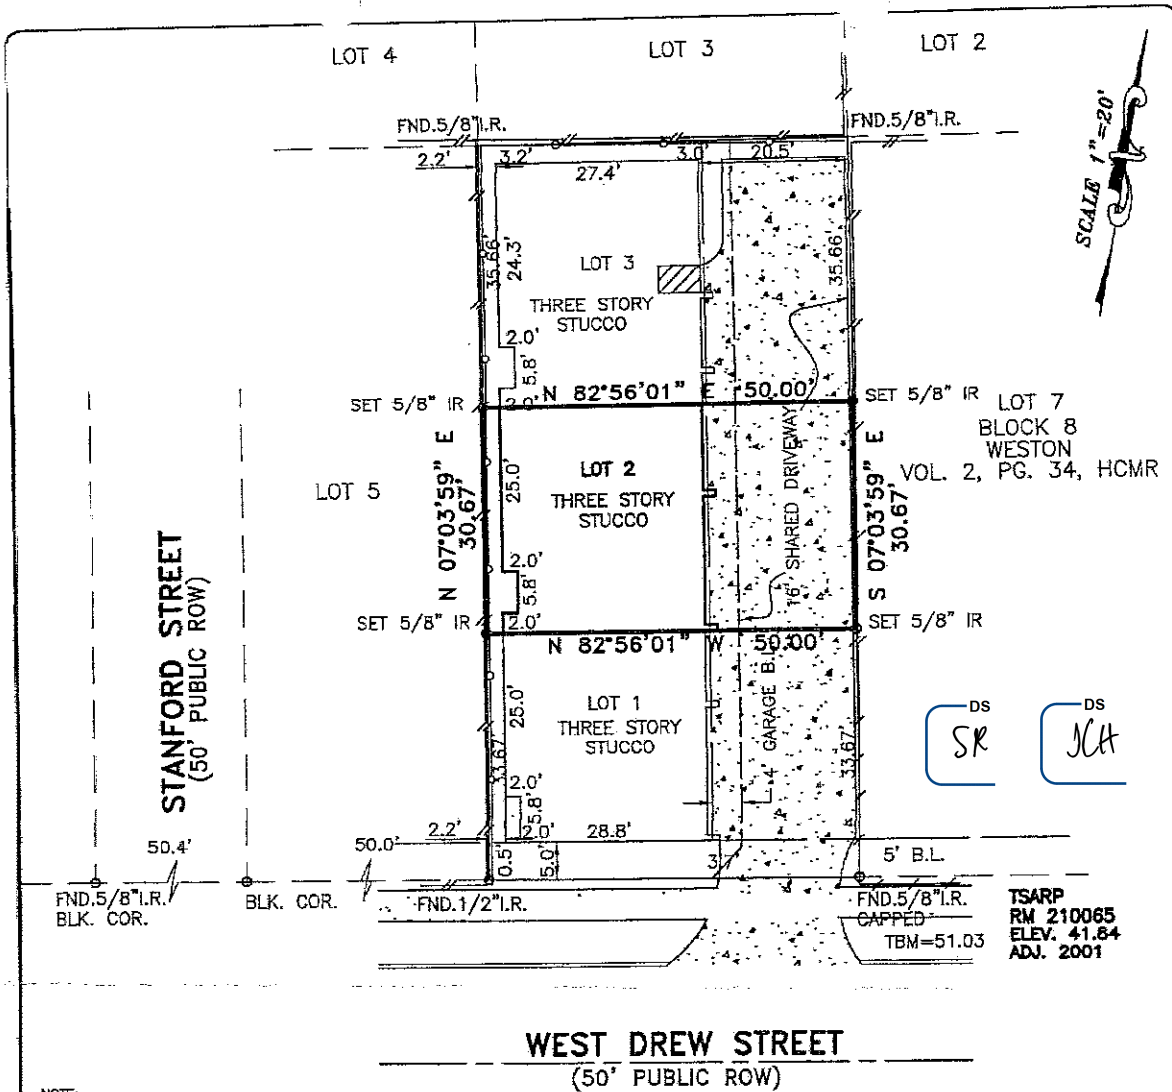 LOT 4
LOT 3
LOT 2
FND.5/8"I.R.
FND.5/8"I.R.
SCALE 1"=20'
2.2'
3.2'
3.0'
20.5'
27.4'
35.66'
24.3'
35.66'
LOT 3
THREE STORY
STUCCO
2.0'
5.8'
2.0'
N 82°56'01" E 50.00'
SET 5/8" IR
SET 5/8" IR
LOT 7
BLOCK 8
WESTON
VOL. 2, PG. 34, HCMR
N 07°03'59" E
30.67'
LOT 5
25.0'
LOT 2
THREE STORY
STUCCO
16' SHARED DRIVEWAY
S 07°03'59" E
30.67'
STANFORD STREET
(50' PUBLIC ROW)
2.0'
5.8'
2.0'
SET 5/8" IR
SET 5/8" IR
N 82°56'01" W 50.00'
LOT 1
THREE STORY
STUCCO
25.0'
33.67'
4' GARAGE B.L.
33.67'
DS
SR
DS
JCH
2.0'
5.8'
2.0'
28.8'
2.2'
50.4'
50.0'
0.5'
5.0'
5' B.L.
FND.5/8"I.R.
BLK. COR.
BLK. COR.
FND.1/2"I.R.
FND.5/8"I.R.
CAPPED
TBM=51.03
TSARP
RM 210065
ELEV. 41.64
ADJ. 2001
WEST DREW STREET
(50' PUBLIC ROW)